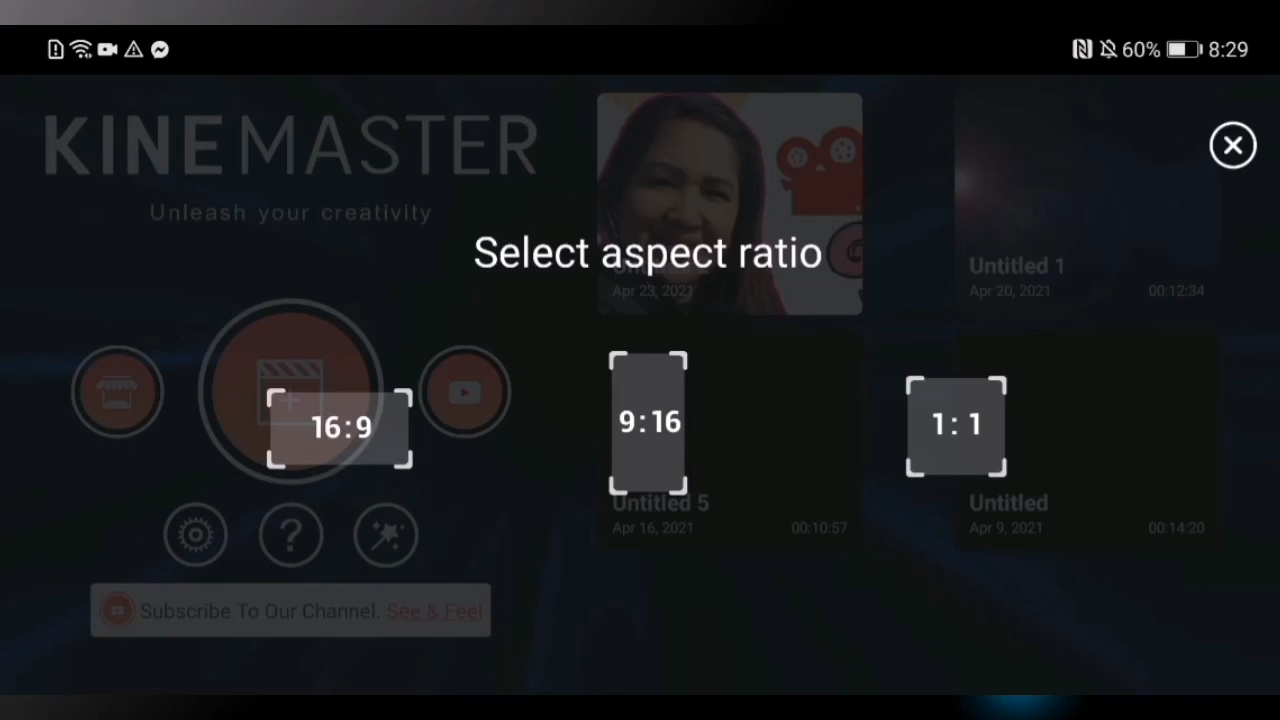 60% 8:29
KINEMASTER
Unleash your creativity
Select aspect ratio
Apr 23, 2021
Untitled 1
Apr 20, 2021 00:12:34
16:9
9:16
1:1
Untitled 5
Apr 16, 2021 00:10:57
Untitled
Apr 9, 2021 00:14:20
Subscribe To Our Channel. See & Feel